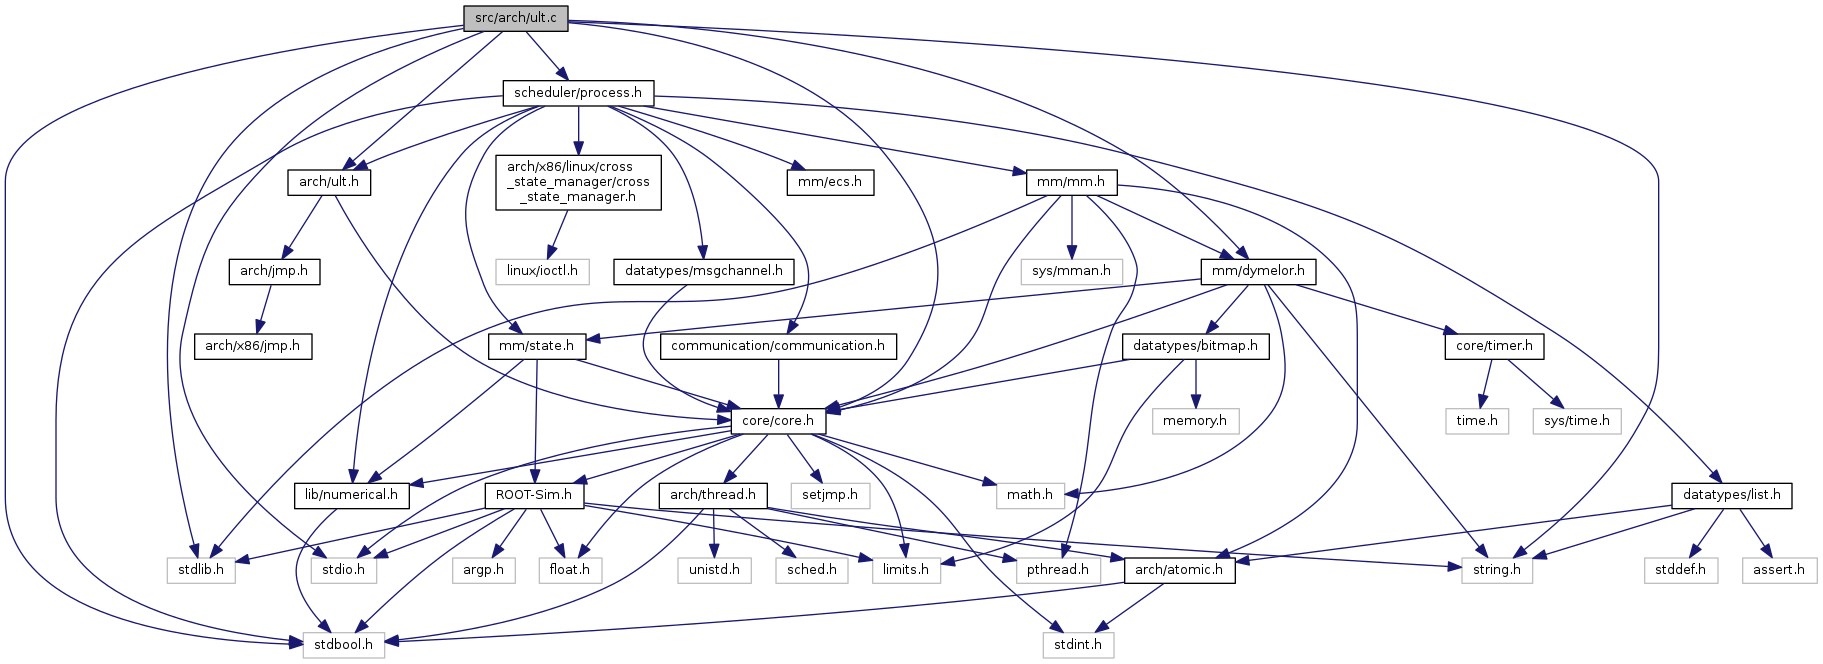 src/arch/ult.c
scheduler/process.h
arch/ult.h
arch/x86/linux/cross
_state_manager/cross
_state_manager.h
mm/ecs.h
mm/mm.h
arch/jmp.h
linux/ioctl.h
datatypes/msgchannel.h
sys/mman.h
mm/dymelor.h
arch/x86/jmp.h
mm/state.h
communication/communication.h
datatypes/bitmap.h
core/timer.h
core/core.h
memory.h
time.h
sys/time.h
lib/numerical.h
ROOT-Sim.h
arch/thread.h
setjmp.h
math.h
datatypes/list.h
stdlib.h
stdio.h
argp.h
float.h
unistd.h
sched.h
limits.h
pthread.h
arch/atomic.h
string.h
stddef.h
assert.h
stdbool.h
stdint.h